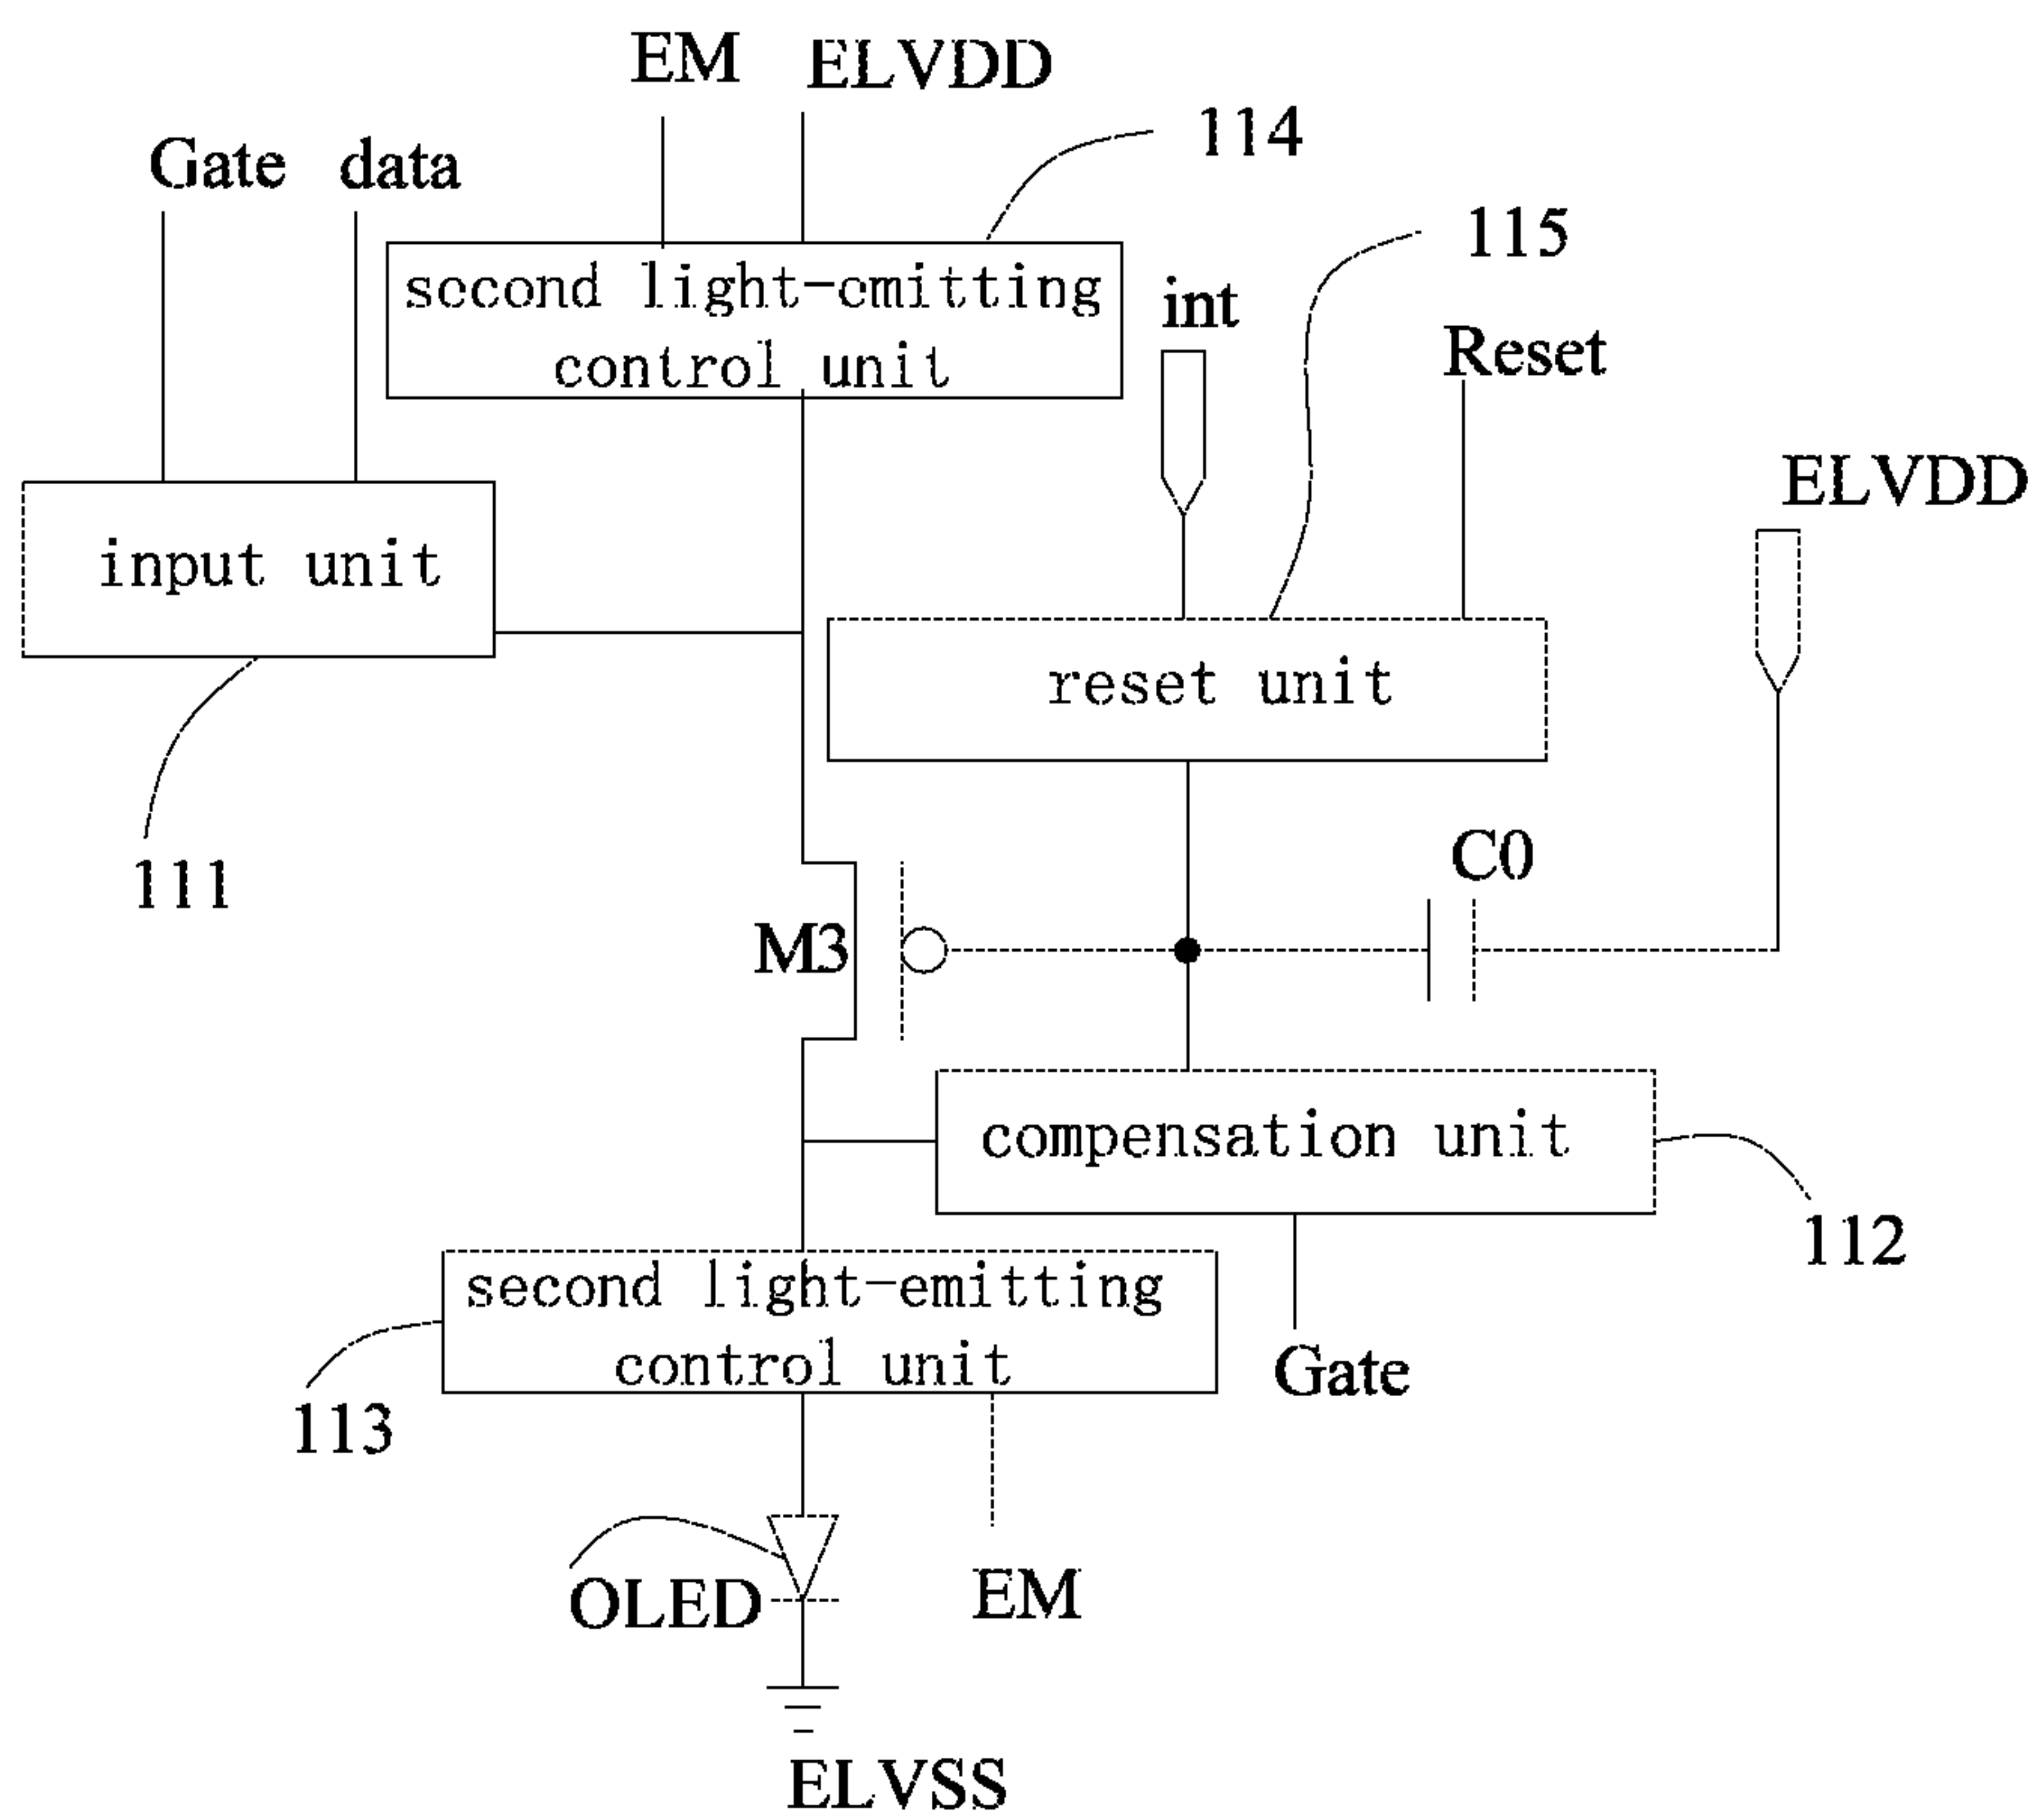 EM
ELVDD
114
Gate
data
115
second light-emitting
control unit
int
Reset
ELVDD
input unit
reset unit
111
C0
M3
compensation unit
112
second light-emitting
control unit
Gate
113
OLED
EM
ELVSS